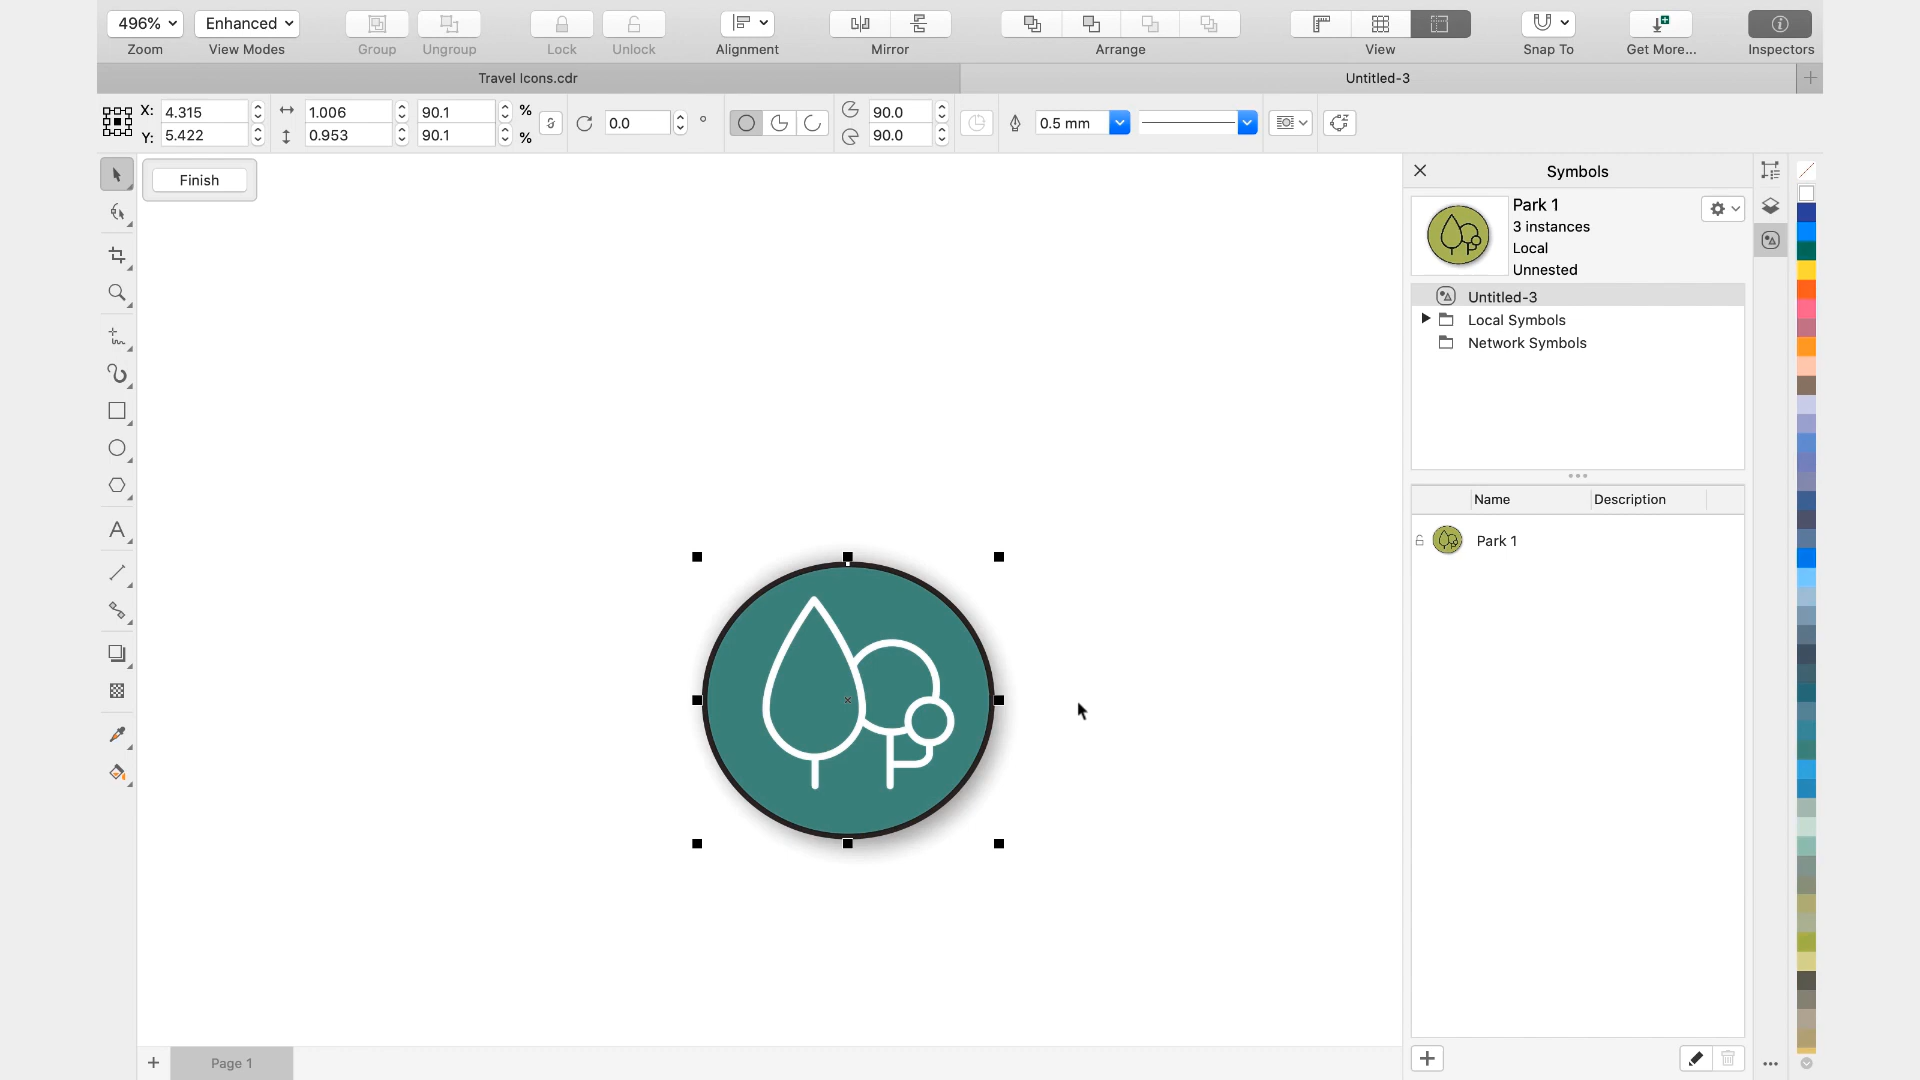 496%
Enhanced
Zoom
View Modes
Group
Ungroup
Lock
Unlock
Alignment
Mirror
Arrange
View
Snap To
Get More...
Inspectors
Travel Icons.cdr
Untitled-3
X: 4.315
1.006
90.1 %
Y: 5.422
0.953
90.1 %
0.0 °
90.0
90.0
0.5 mm
Finish
Symbols
Park 1
3 instances
Local
Unnested
Untitled-3
Local Symbols
Network Symbols
Name
Description
Park 1
Page 1